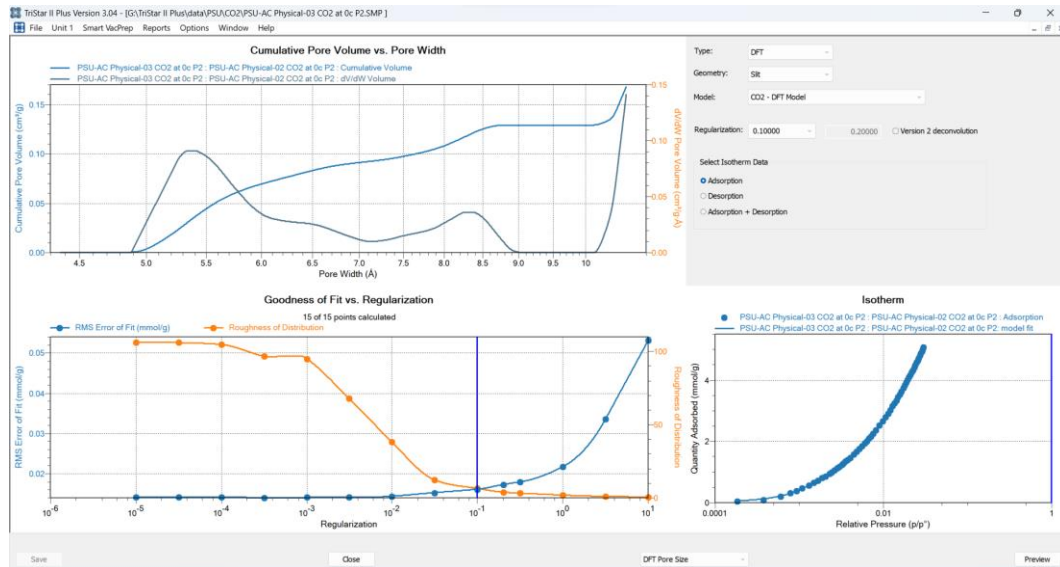 TriStar II Plus Version 3.04 - [G:\TriStar II Plus\data\PSU\CO2\PSU-AC Physical-03 CO2 at 0c P2.SMP]
File Unit 1 Smart VacPrep Reports Options Window Help
Cumulative Pore Volume vs. Pore Width
PSU-AC Physical-03 CO2 at 0c P2 : PSU-AC Physical-02 CO2 at 0c P2 : Cumulative Volume
PSU-AC Physical-03 CO2 at 0c P2 : PSU-AC Physical-02 CO2 at 0c P2 : dV/dW Volume
Cumulative Pore Volume (cm³/g)
0.15
0.10
0.05
0.00
dV/dW Pore Volume (cm³/g·Å)
0.15
0.10
0.05
0.00
4.5 5.0 5.5 6.0 6.5 7.0 7.5 8.0 8.5 9.0 9.5 10
Pore Width (Å)
Type: DFT
Geometry: Slit
Model: CO2 - DFT Model
Regularization: 0.10000 0.20000 Version 2 deconvolution
Select Isotherm Data
Adsorption
Desorption
Adsorption + Desorption
Goodness of Fit vs. Regularization
15 of 15 points calculated
RMS Error of Fit (mmol/g) Roughness of Distribution
RMS Error of Fit (mmol/g)
0.05
0.04
0.03
0.02
Roughness of Distribution
100
50
0
10⁻⁶ 10⁻⁵ 10⁻⁴ 10⁻³ 10⁻² 10⁻¹ 10⁰ 10¹
Regularization
Isotherm
PSU-AC Physical-03 CO2 at 0c P2 : PSU-AC Physical-02 CO2 at 0c P2 : Adsorption
PSU-AC Physical-03 CO2 at 0c P2 : PSU-AC Physical-02 CO2 at 0c P2: model fit
Quantity Adsorbed (mmol/g)
4
2
0
0.0001 0.01 1
Relative Pressure (p/p°)
Save Close DFT Pore Size Preview